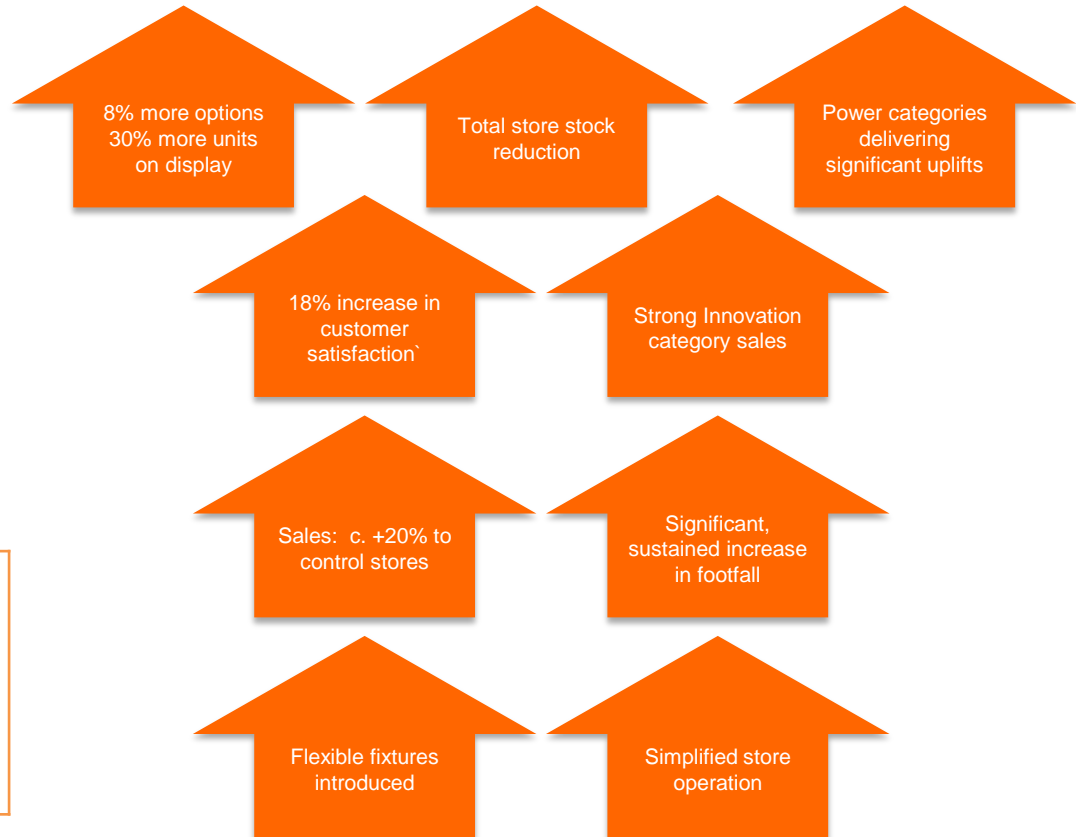 8% more options
30% more units
on display
Total store stock
reduction
Power categories
delivering
significant uplifts
18% increase in
customer
satisfaction`
Strong Innovation
category sales
Sales:  c. +20% to
control stores
Significant,
sustained increase
in footfall
Flexible fixtures
introduced
Simplified store
operation